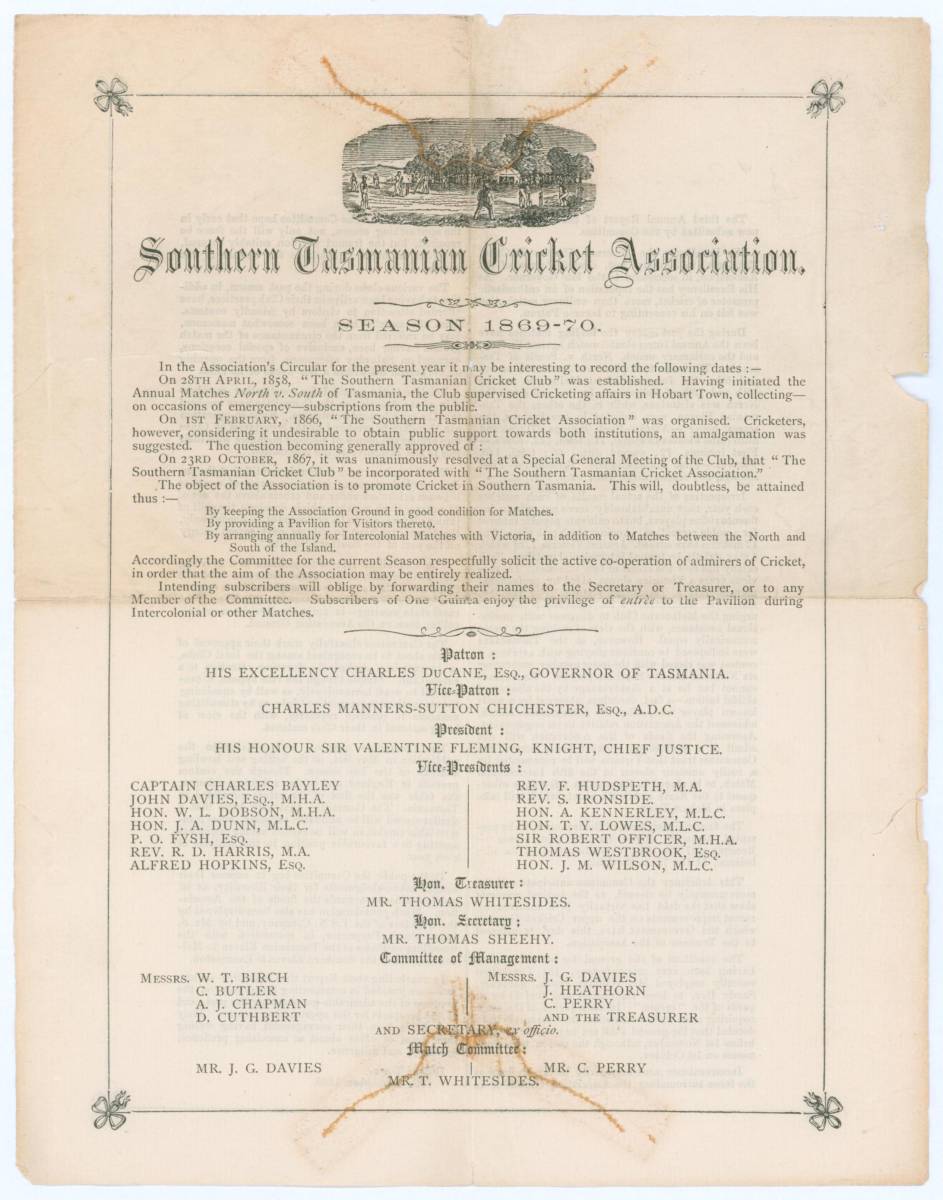 Southern Tasmanian Cricket Association.
SEASON, 1869-70.
In the Association's Circular for the present year it may be interesting to record the following dates :—
On 28TH APRIL, 1858, "The Southern Tasmanian Cricket Club" was established. Having initiated the
Annual Matches North v. South of Tasmania, the Club supervised Cricketing affairs in Hobart Town, collecting—
on occasions of emergency—subscriptions from the public.
On 1ST FEBRUARY, 1866, "The Southern Tasmanian Cricket Association" was organised. Cricketers,
however, considering it undesirable to obtain public support towards both institutions, an amalgamation was
suggested. The question becoming generally approved of :
On 23RD OCTOBER, 1867, it was unanimously resolved at a Special General Meeting of the Club, that "The
Southern Tasmanian Cricket Club" be incorporated with "The Southern Tasmanian Cricket Association."
The object of the Association is to promote Cricket in Southern Tasmania. This will, doubtless, be attained
thus :—
By keeping the Association Ground in good condition for Matches.
By providing a Pavilion for Visitors thereto.
By arranging annually for Intercolonial Matches with Victoria, in addition to Matches between the North and
South of the Island.
Accordingly the Committee for the current Season respectfully solicit the active co-operation of admirers of Cricket,
in order that the aim of the Association may be entirely realized.
Intending subscribers will oblige by forwarding their names to the Secretary or Treasurer, or to any
Member of the Committee. Subscribers of One Guinea enjoy the privilege of entrèe to the Pavilion during
Intercolonial or other Matches.
Patron :
HIS EXCELLENCY CHARLES DUCANE, ESQ., GOVERNOR OF TASMANIA.
Vice-Patron :
CHARLES MANNERS-SUTTON CHICHESTER, ESQ., A.D.C.
President :
HIS HONOUR SIR VALENTINE FLEMING, KNIGHT, CHIEF JUSTICE.
Vice-Presidents :
CAPTAIN CHARLES BAYLEY
JOHN DAVIES, ESQ., M.H.A.
HON. W. L. DOBSON, M.H.A.
HON. J. A. DUNN, M.L.C.
P. O. FYSH, ESQ.
REV. R. D. HARRIS, M.A.
ALFRED HOPKINS, ESQ.
REV. F. HUDSPETH, M.A.
REV. S. IRONSIDE.
HON. A. KENNERLEY, M.L.C.
HON. T. Y. LOWES, M.L.C.
SIR ROBERT OFFICER, M.H.A.
THOMAS WESTBROOK, ESQ.
HON. J. M. WILSON, M.L.C.
Hon. Treasurer :
MR. THOMAS WHITESIDES.
Hon. Secretary ;
MR. THOMAS SHEEHY.
Committee of Management :
MESSRS. W. T. BIRCH
C. BUTLER
A. J. CHAPMAN
D. CUTHBERT
MESSRS. J. G. DAVIES
J. HEATHORN
C. PERRY
AND THE TREASURER
AND SECRETARY, ex officio.
Match Committee :
MR. J. G. DAVIES
MR. C. PERRY
MR. T. WHITESIDES.